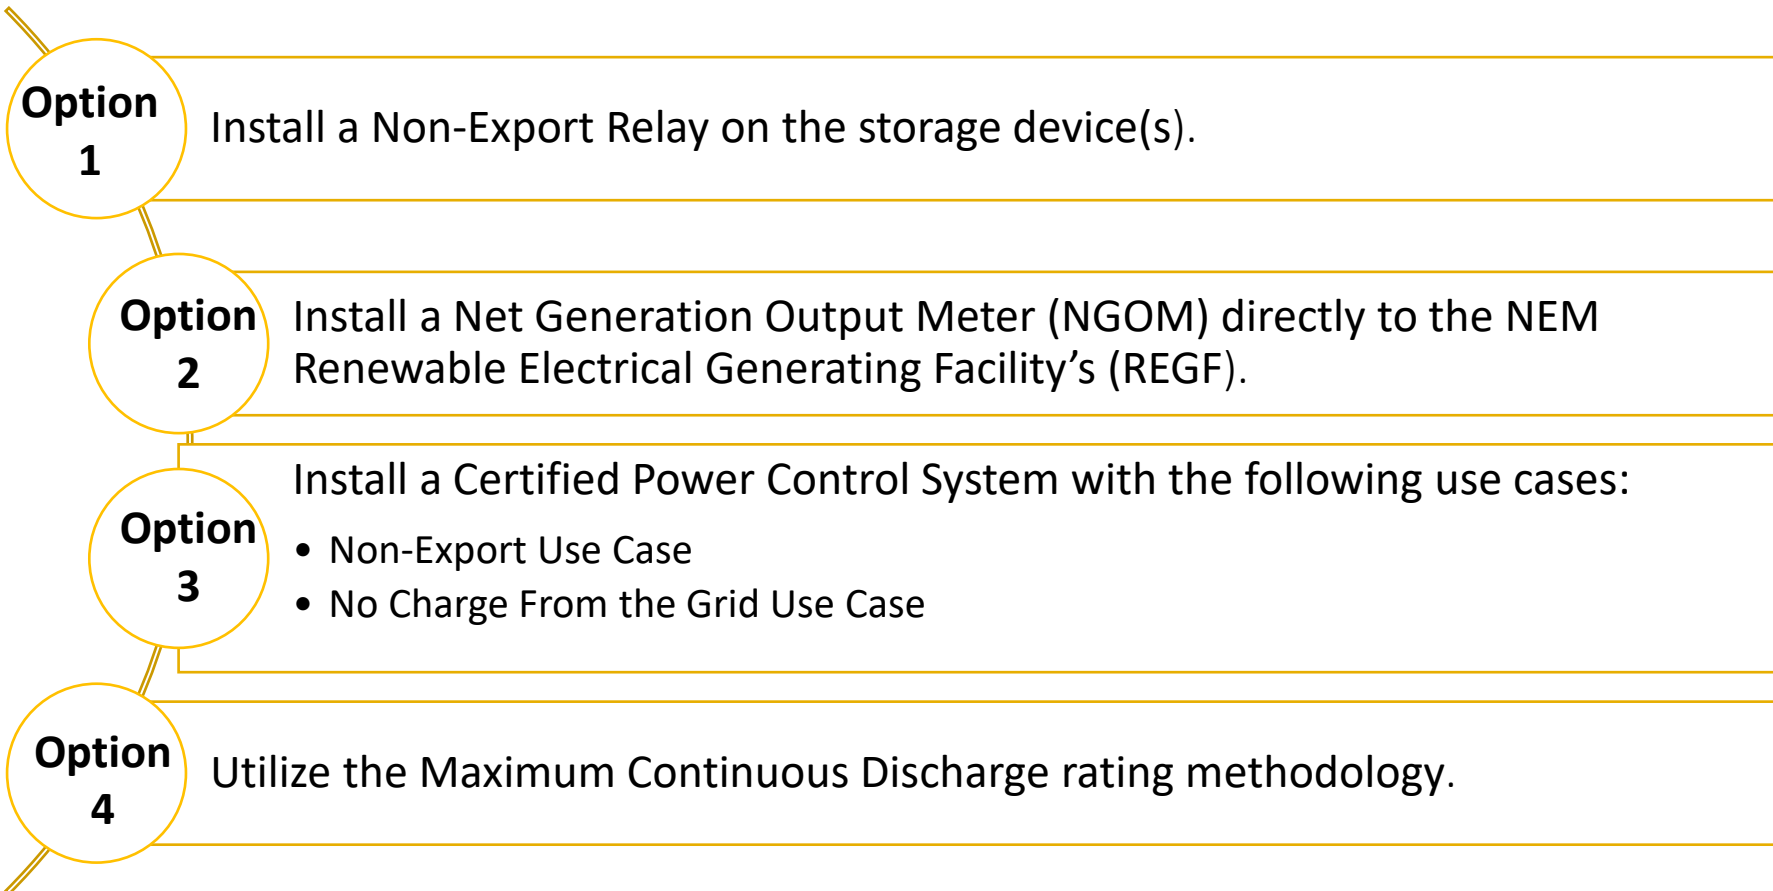 Option
1
Install a Non-Export Relay on the storage device(s).
Option
2
Install a Net Generation Output Meter (NGOM) directly to the NEM
Renewable Electrical Generating Facility’s (REGF).
Option
3
Install a Certified Power Control System with the following use cases:
• Non-Export Use Case
• No Charge From the Grid Use Case
Option
4
Utilize the Maximum Continuous Discharge rating methodology.